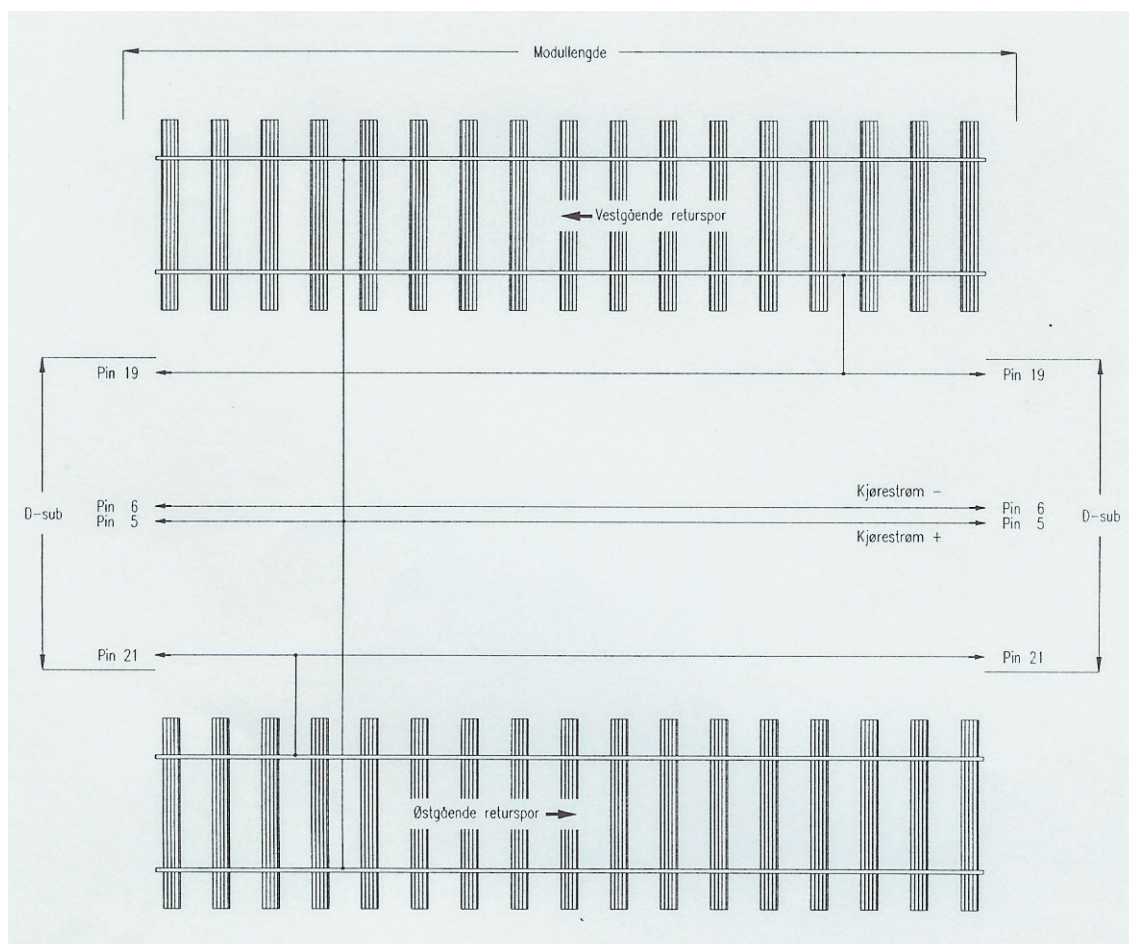 Modullengde
Vestgående returspor
Pin 19
Pin 19
Kjørestrøm -
Pin 6
Pin 6
D-sub
D-sub
Pin 5
Pin 5
Kjørestrøm +
Pin 21
Pin 21
Østgående returspor